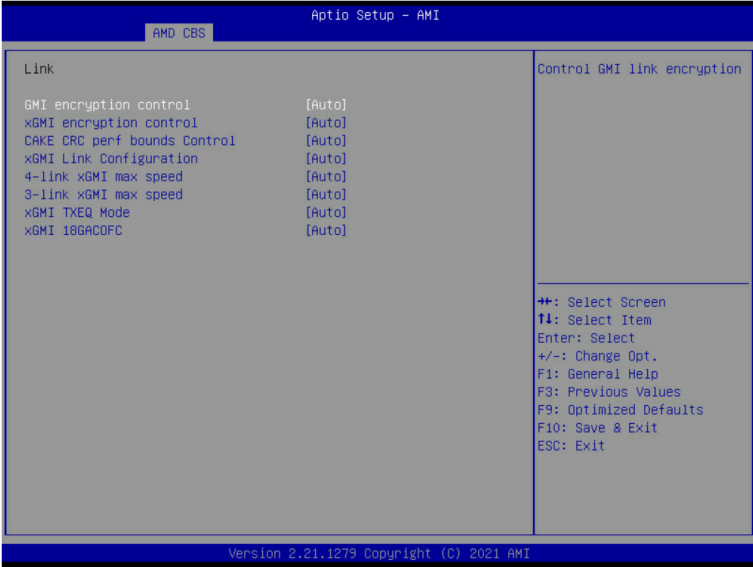 Aptio Setup – AMI
AMD CBS
Link
GMI encryption control [Auto]
xGMI encryption control [Auto]
CAKE CRC perf bounds Control [Auto]
xGMI Link Configuration [Auto]
4-link xGMI max speed [Auto]
3-link xGMI max speed [Auto]
xGMI TXEQ Mode [Auto]
xGMI 18GACOFC [Auto]
Control GMI link encryption
→←: Select Screen
↑↓: Select Item
Enter: Select
+/-: Change Opt.
F1: General Help
F3: Previous Values
F9: Optimized Defaults
F10: Save & Exit
ESC: Exit
Version 2.21.1279 Copyright (C) 2021 AMI